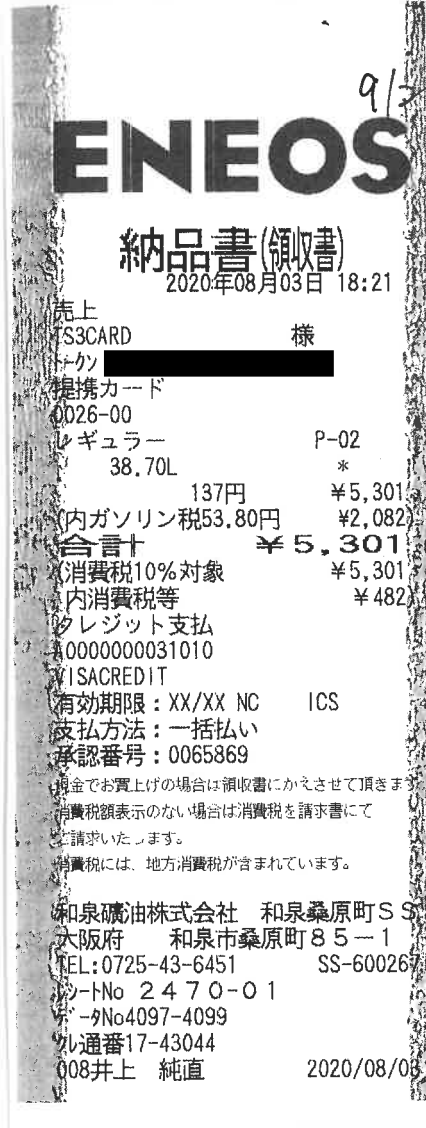 9/
ENEOS
納品書(領収書)
2020年08月03日 18:21
売上
TS3CARD 様
トークン
提携カード
0026-00
レギュラー P-02
38.70L *
137円 ¥5,301
(内ガソリン税53.80円 ¥2,082)
合計 ¥5,301
(消費税10%対象 ¥5,301
内消費税等 ¥482)
クレジット支払
A0000000031010
VISACREDIT
有効期限:XX/XX NC ICS
支払方法:一括払い
承認番号:0065869
現金でお買上げの場合は領収書にかえさせて頂きます
消費税額表示のない場合は消費税を請求書にて
ご請求いたします。
消費税には、地方消費税が含まれています。
和泉礦油株式会社 和泉桑原町SS
大阪府 和泉市桑原町85-1
TEL:0725-43-6451 SS-600267
レシートNo 2470-01
データNo4097-4099
クレ通番17-43044
008井上 純直 2020/08/03